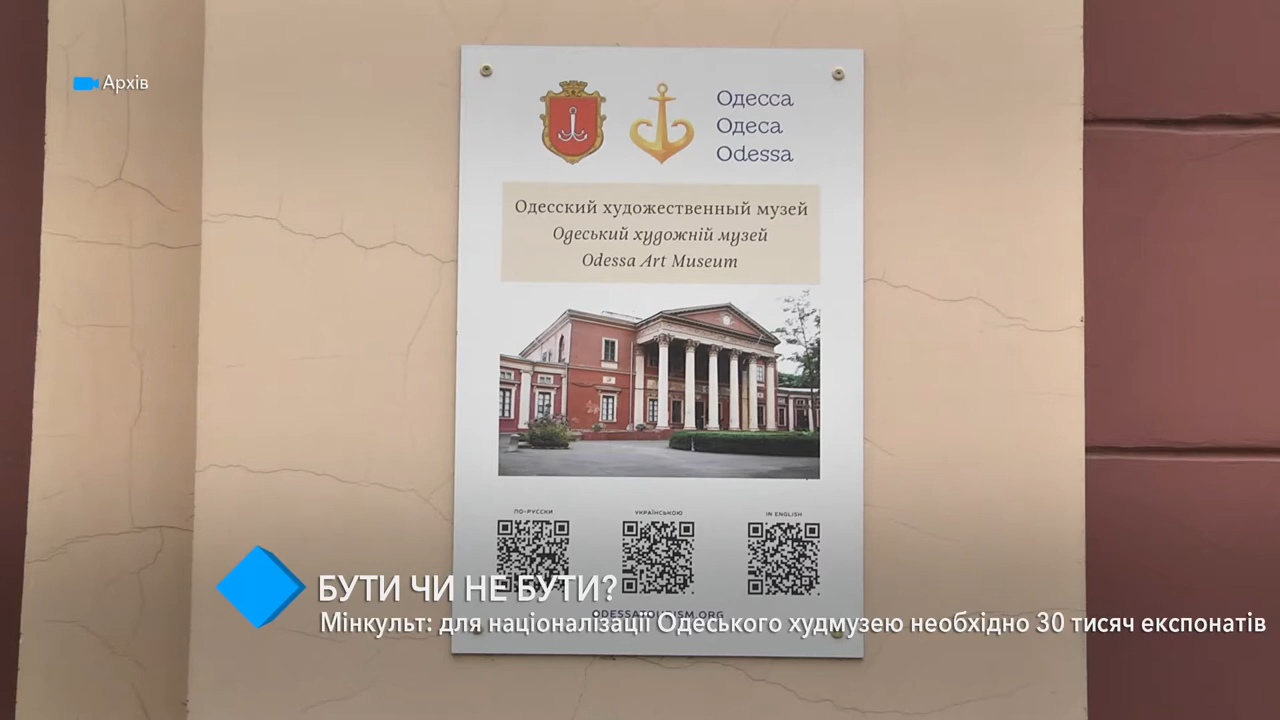 Архів
Одесса
Одеса
Odessa
Одесский художественный музей
Одеський художній музей
Odessa Art Museum
ПО-РУССКИ
УКРАЇНСЬКОЮ
IN ENGLISH
БУТИ ЧИ НЕ БУТИ?
ODESSATOURISM.ORG
Мінкульт: для націоналізації Одеського худмузею необхідно 30 тисяч експонатів